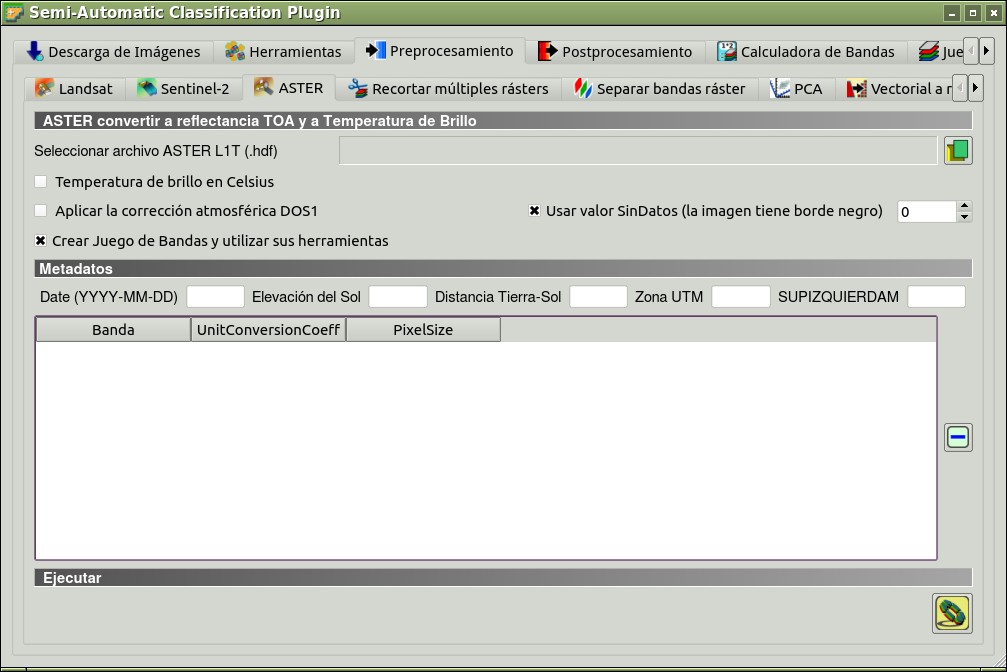 Semi-Automatic Classification Plugin
Descarga de Imágenes Herramientas Preprocesamiento Postprocesamiento Calculadora de Bandas Jue
Landsat Sentinel-2 ASTER Recortar múltiples rásters Separar bandas ráster PCA Vectorial a r
ASTER convertir a reflectancia TOA y a Temperatura de Brillo
Seleccionar archivo ASTER L1T (.hdf)
Temperatura de brillo en Celsius
Aplicar la corrección atmosférica DOS1 Usar valor SinDatos (la imagen tiene borde negro) 0
Crear Juego de Bandas y utilizar sus herramientas
Metadatos
Date (YYYY-MM-DD) Elevación del Sol Distancia Tierra-Sol Zona UTM SUPIZQUIERDAM
Banda UnitConversionCoeff PixelSize
Ejecutar